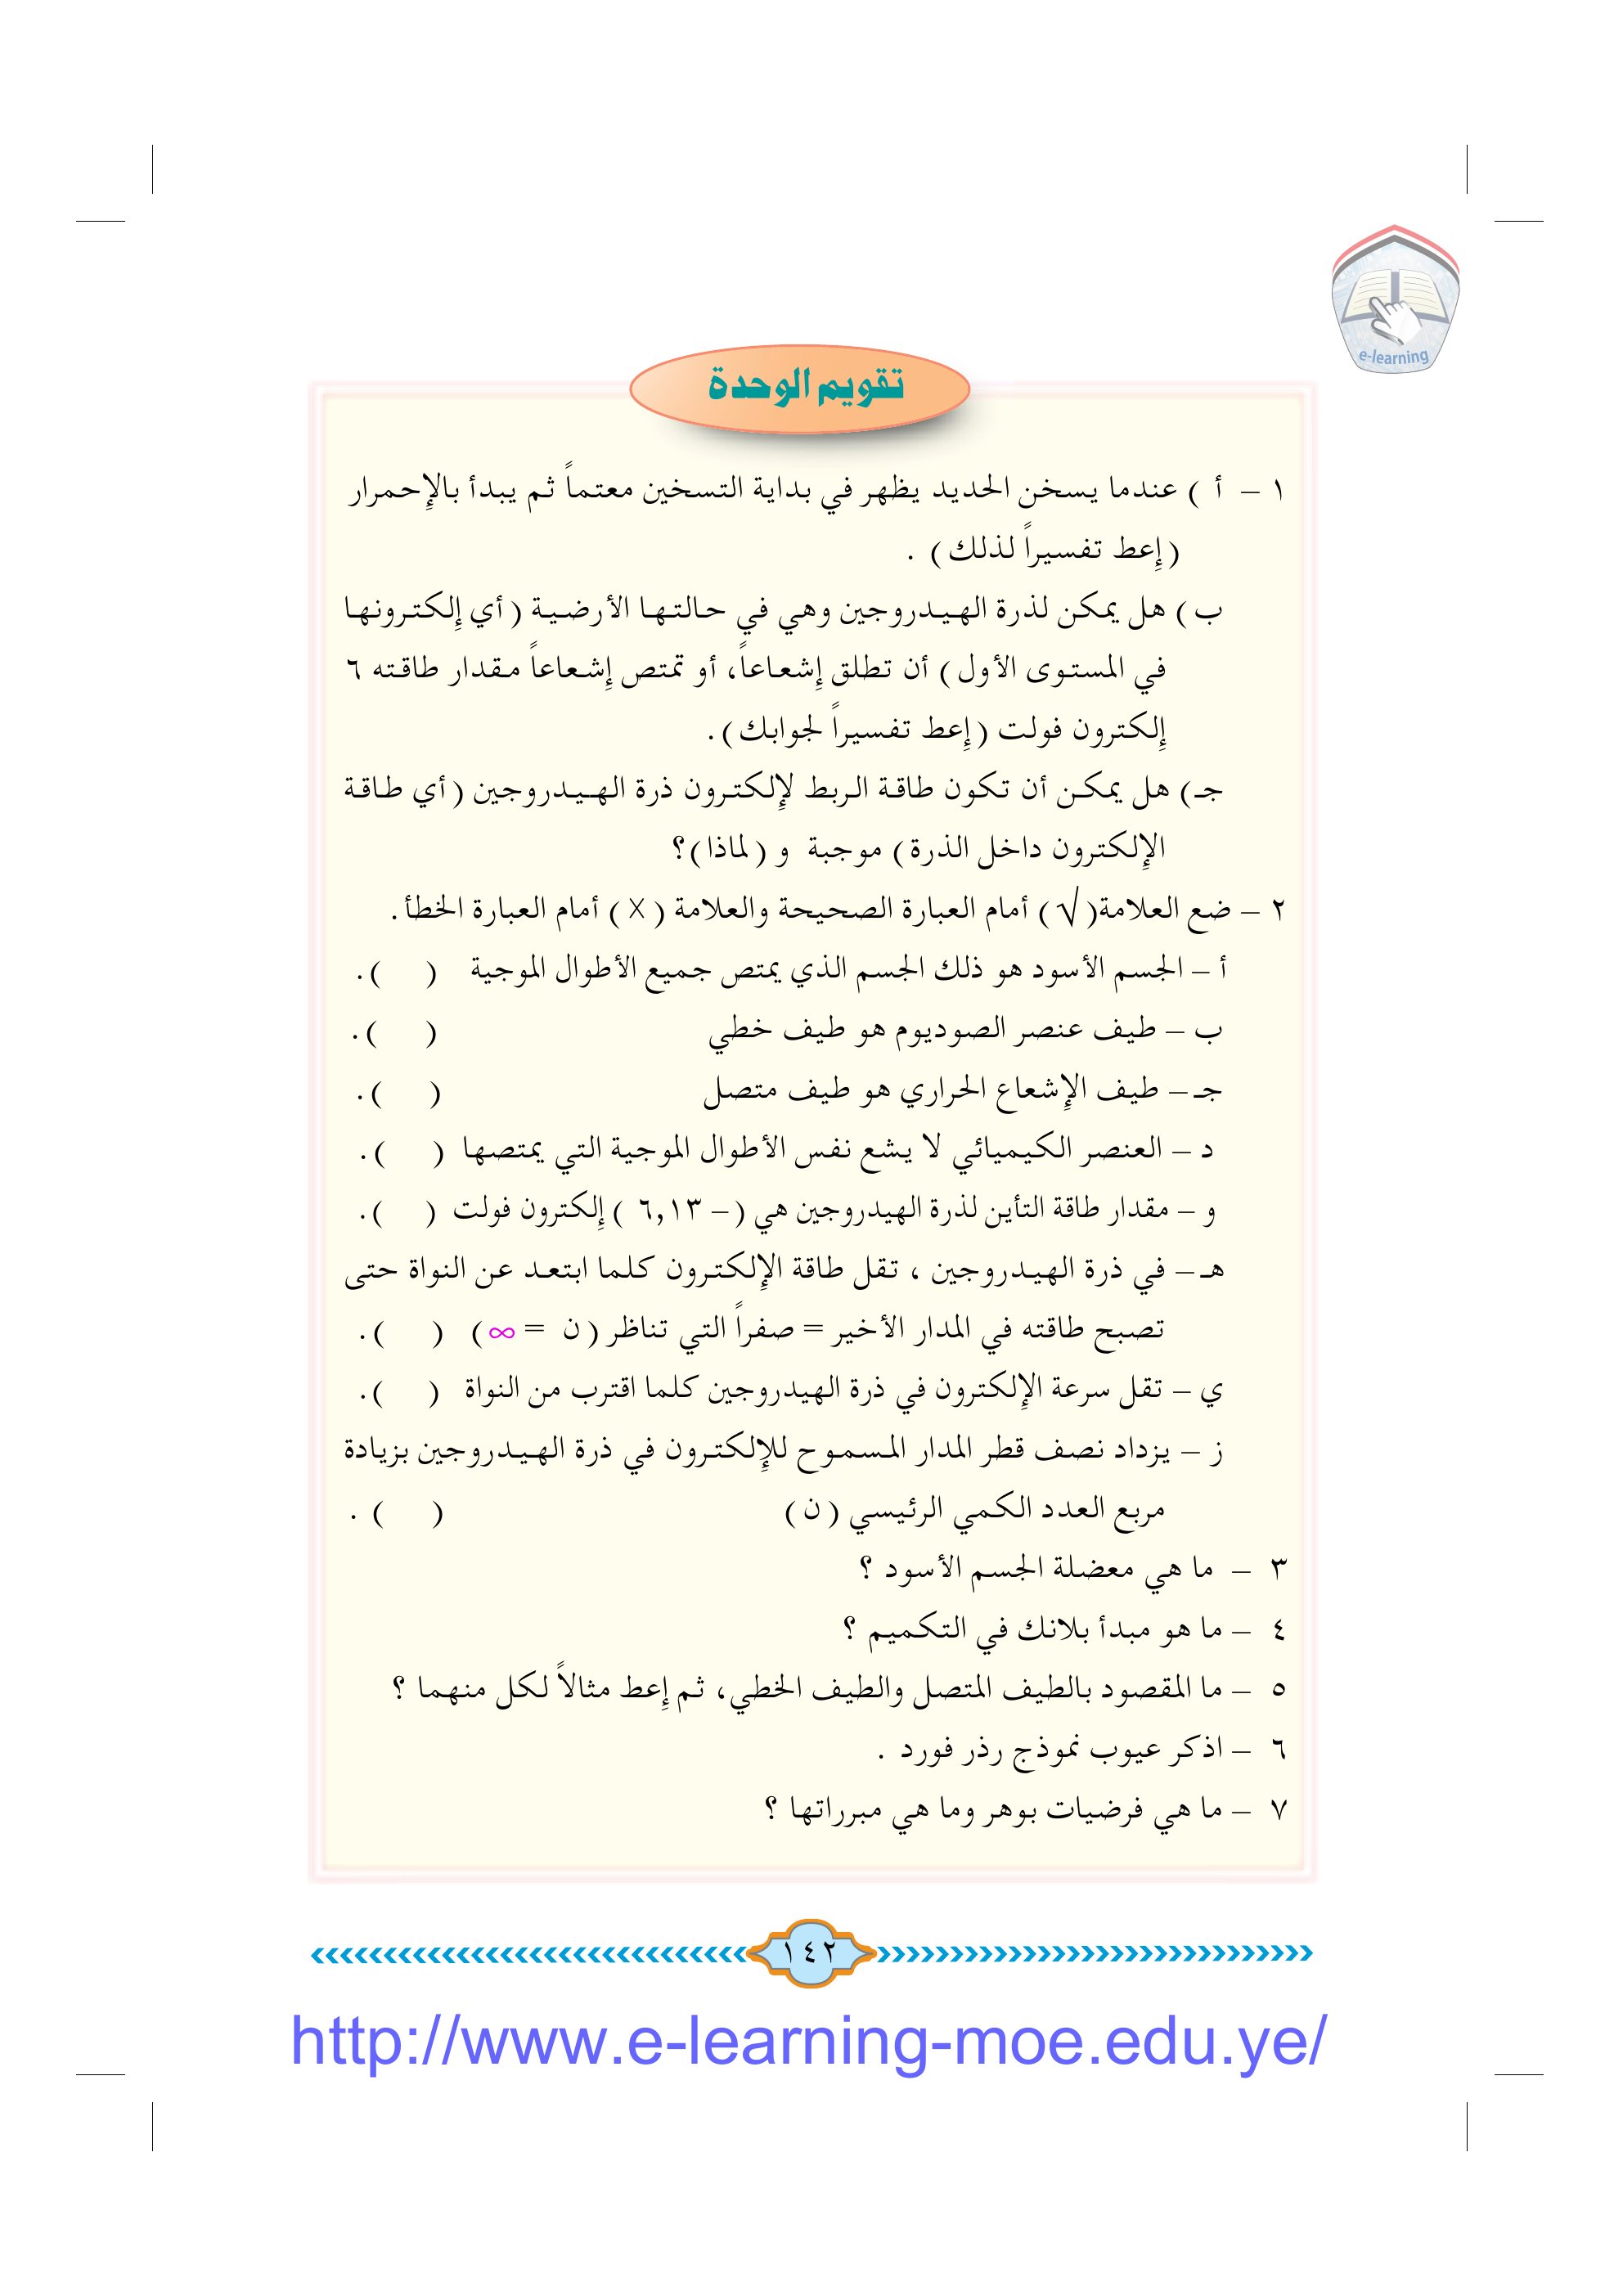 e-learning
تقويم الوحدة
١ – أ ) عندما يسخن الحديد يظهر في بداية التسخين معتماً ثم يبدأ بالإحمرار
(إعط تفسيراً لذلك) .
ب) هل يمكن لذرة الهيدروجين وهي في حالتها الأرضية (أي إلكترونها
في المستوى الأول) أن تطلق إشعاعاً، أو تمتص إشعاعاً مقدار طاقته ٦
إلكترون فولت (إعط تفسيراً لجوابك).
جـ) هل يمكن أن تكون طاقة الربط لإلكترون ذرة الهيدروجين (أي طاقة
الإلكترون داخل الذرة) موجبة و (لماذا)؟
٢ – ضع العلامة( √ ) أمام العبارة الصحيحة والعلامة ( X ) أمام العبارة الخطأ.
أ – الجسم الأسود هو ذلك الجسم الذي يمتص جميع الأطوال الموجية ( ).
ب – طيف عنصر الصوديوم هو طيف خطي ( ).
جـ – طيف الإشعاع الحراري هو طيف متصل ( ).
د – العنصر الكيميائي لا يشع نفس الأطوال الموجية التي يمتصها ( ).
و – مقدار طاقة التأين لذرة الهيدروجين هي ( – ٦,١٣ ) إلكترون فولت ( ).
هـ – في ذرة الهيدروجين ، تقل طاقة الإلكترون كلما ابتعد عن النواة حتى
تصبح طاقته في المدار الأخير = صفراً التي تناظر ( ن = ∞ ) ( ).
ي – تقل سرعة الإلكترون في ذرة الهيدروجين كلما اقترب من النواة ( ).
ز – يزداد نصف قطر المدار المسموح للإلكترون في ذرة الهيدروجين بزيادة
مربع العدد الكمي الرئيسي (ن) ( ) .
٣ – ما هي معضلة الجسم الأسود ؟
٤ – ما هو مبدأ بلانك في التكميم ؟
٥ – ما المقصود بالطيف المتصل والطيف الخطي، ثم إعط مثالاً لكل منهما ؟
٦ – اذكر عيوب نموذج رذر فورد .
٧ – ما هي فرضيات بوهر وما هي مبرراتها ؟
١٤٢
http://www.e-learning-moe.edu.ye/